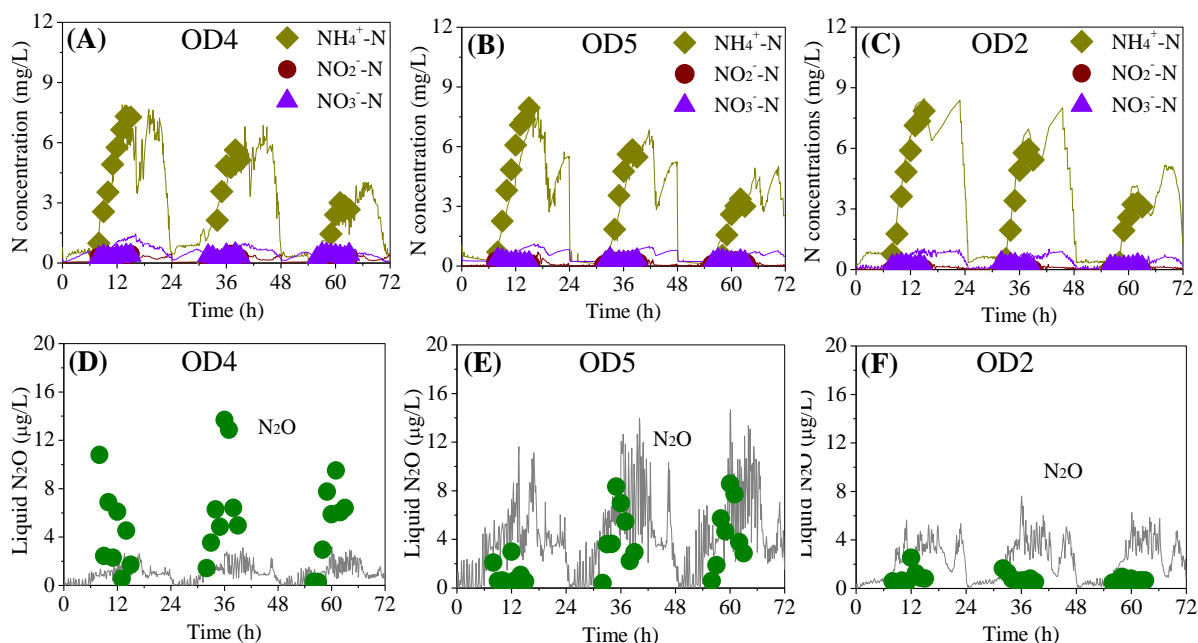 (A) OD4
NH₄⁺-N
NO₂⁻-N
NO₃⁻-N
N concentration (mg/L)
12
9
6
3
0
0 12 24 36 48 60 72
Time (h)
(B) OD5
NH₄⁺-N
NO₂⁻-N
NO₃⁻-N
N concentration (mg/L)
12
9
6
3
0
0 12 24 36 48 60 72
Time (h)
(C) OD2
NH₄⁺-N
NO₂⁻-N
NO₃⁻-N
N concentrations (mg/L)
12
9
6
3
0
0 12 24 36 48 60 72
Time (h)
(D) OD4
N₂O
Liquid N₂O (μg/L)
20
16
12
8
4
0
0 12 24 36 48 60 72
Time (h)
(E) OD5
N₂O
Liquid N₂O (μg/L)
20
16
12
8
4
0
0 12 24 36 48 60 72
Time (h)
(F) OD2
N₂O
Liquid N₂O (μg/L)
20
16
12
8
4
0
0 12 24 36 48 60 72
Time (h)